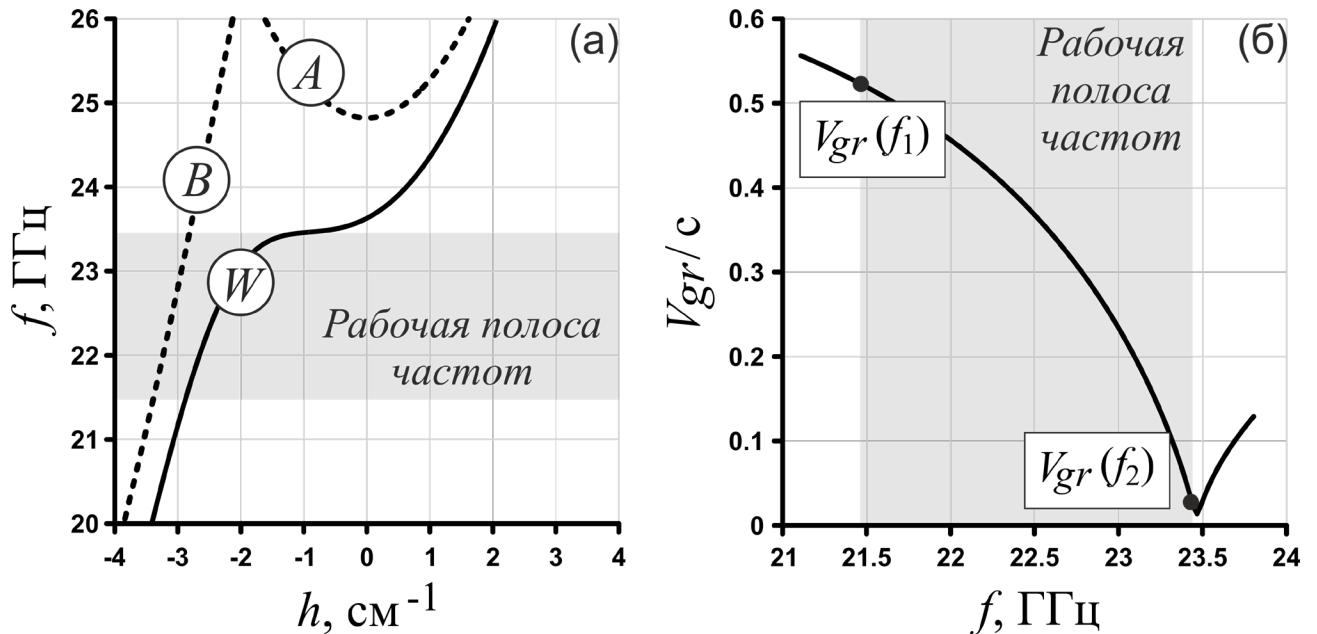 (а)
f, ГГц
26
25
24
23
22
21
20
A
B
W
Рабочая полоса
частот
-4 -3 -2 -1 0 1 2 3 4
h, см-1
(б)
Vgr/ c
0.6
0.5
0.4
0.3
0.2
0.1
0
Рабочая
полоса
частот
Vgr (f1)
Vgr (f2)
21 21.5 22 22.5 23 23.5 24
f, ГГц